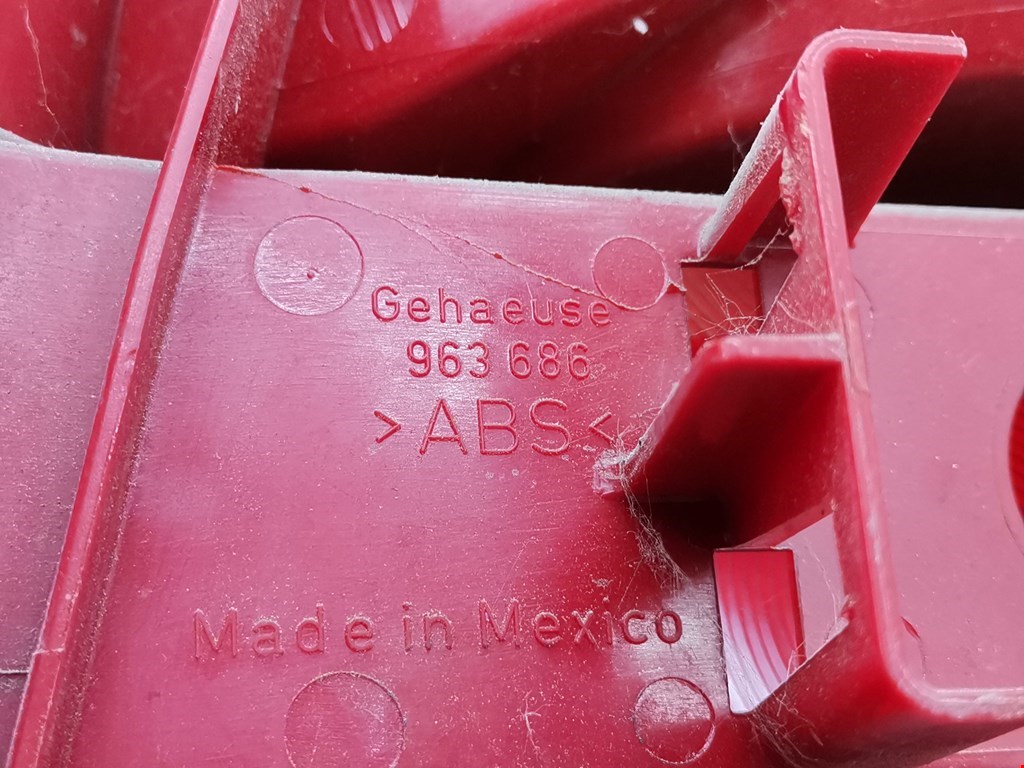 Gehaeuse
963 686
>ABS<
Made in Mexico